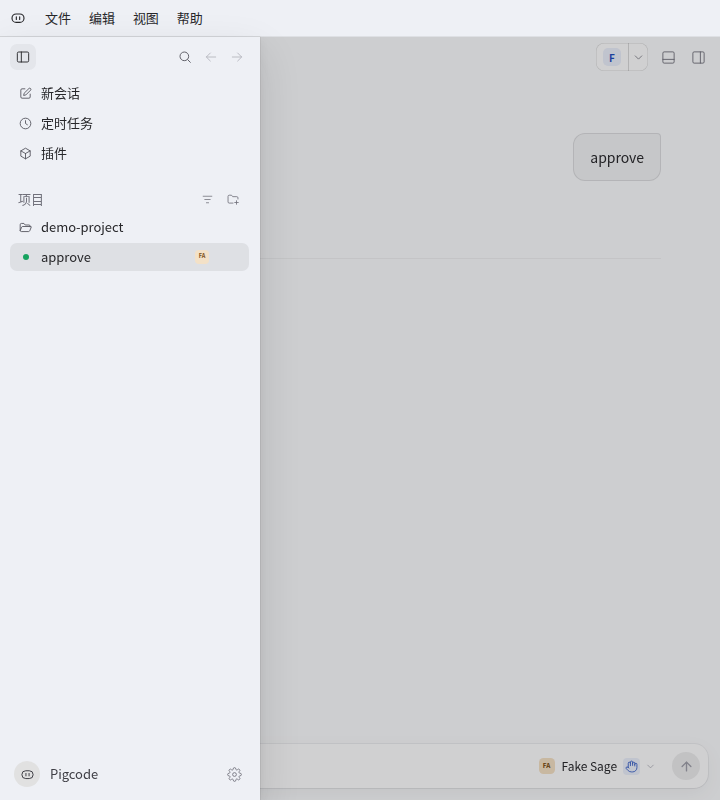 文件 编辑 视图 帮助
F
新会话
approve
定时任务
插件
项目
demo-project
approve FA
FA Fake Sage
Pigcode